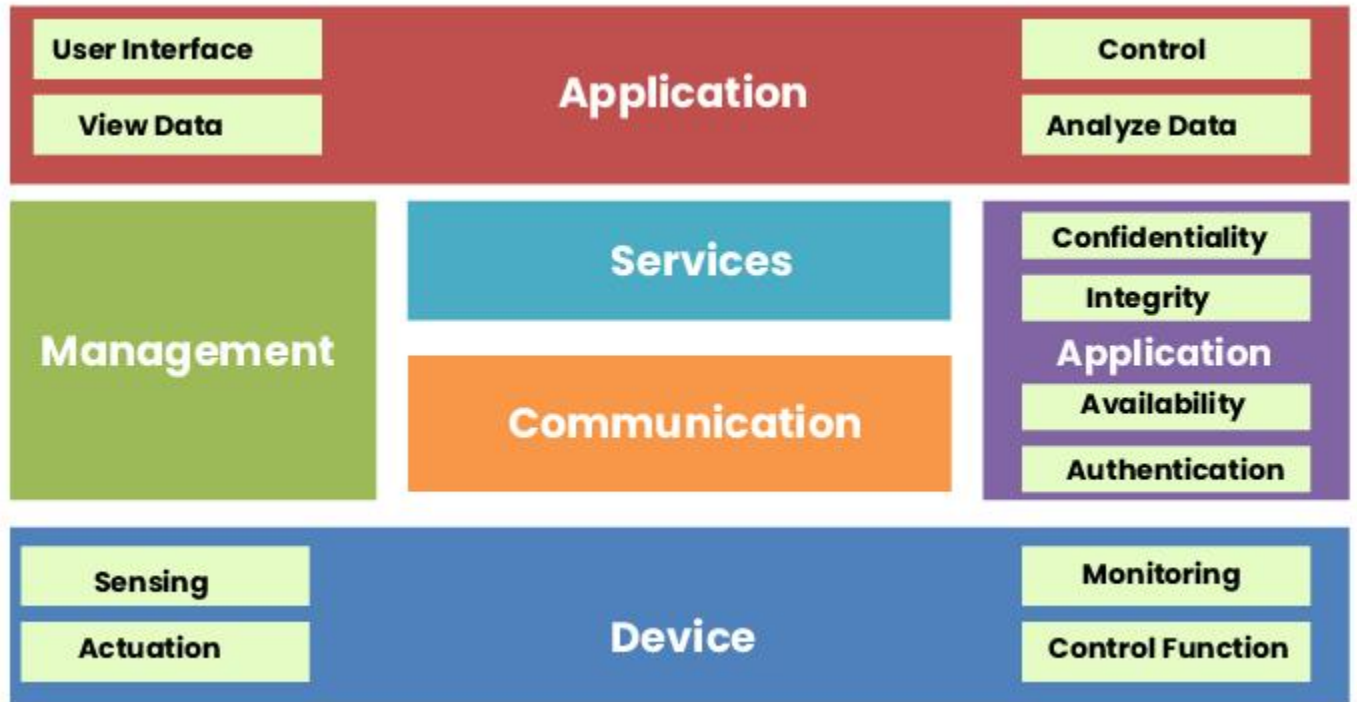 User Interface
View Data
Application
Control
Analyze Data
Management
Services
Communication
Confidentiality
Integrity
Application
Availability
Authentication
Sensing
Actuation
Device
Monitoring
Control Function